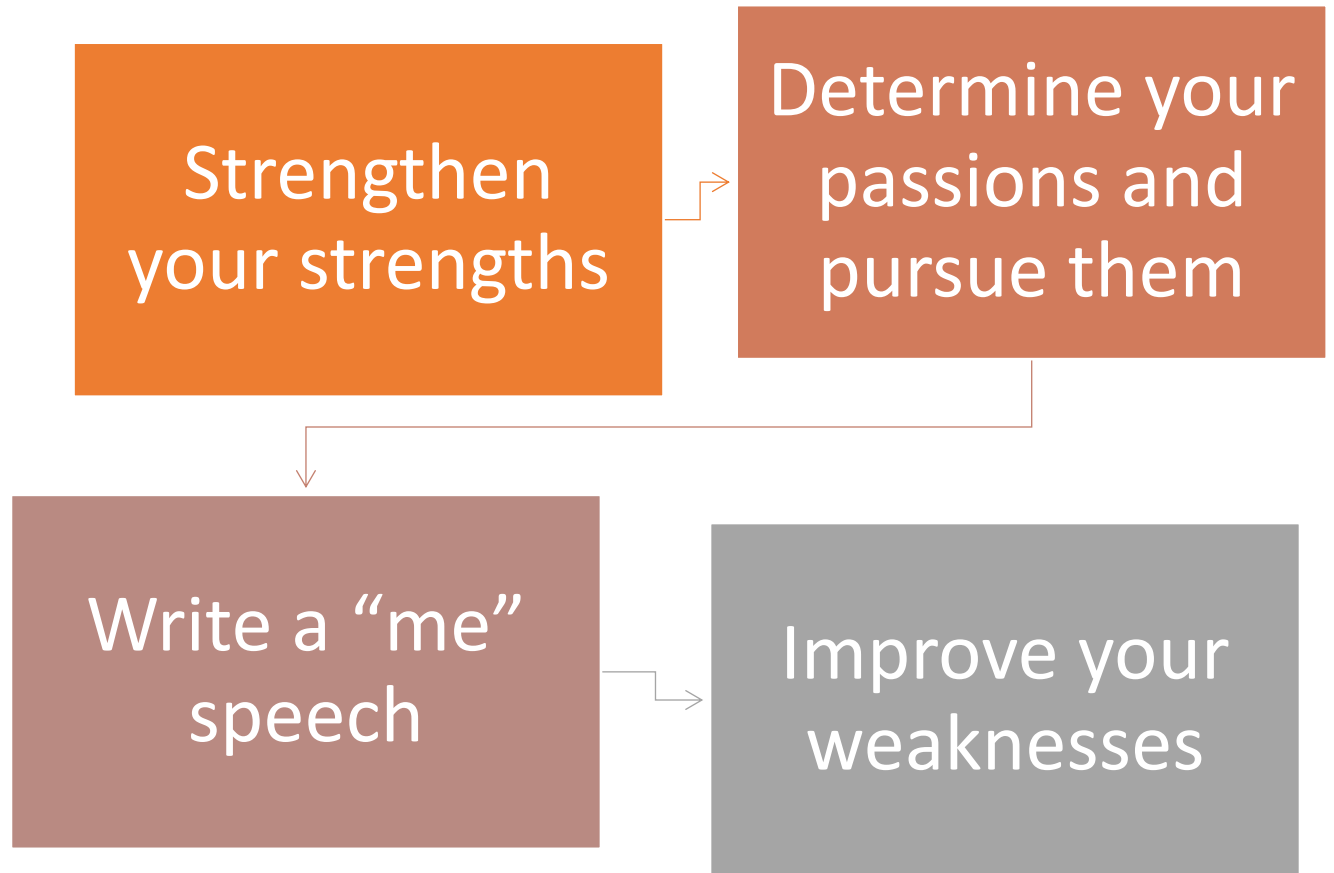 Strengthen
your strengths
Determine your
passions and
pursue them
Write a “me”
speech
Improve your
weaknesses